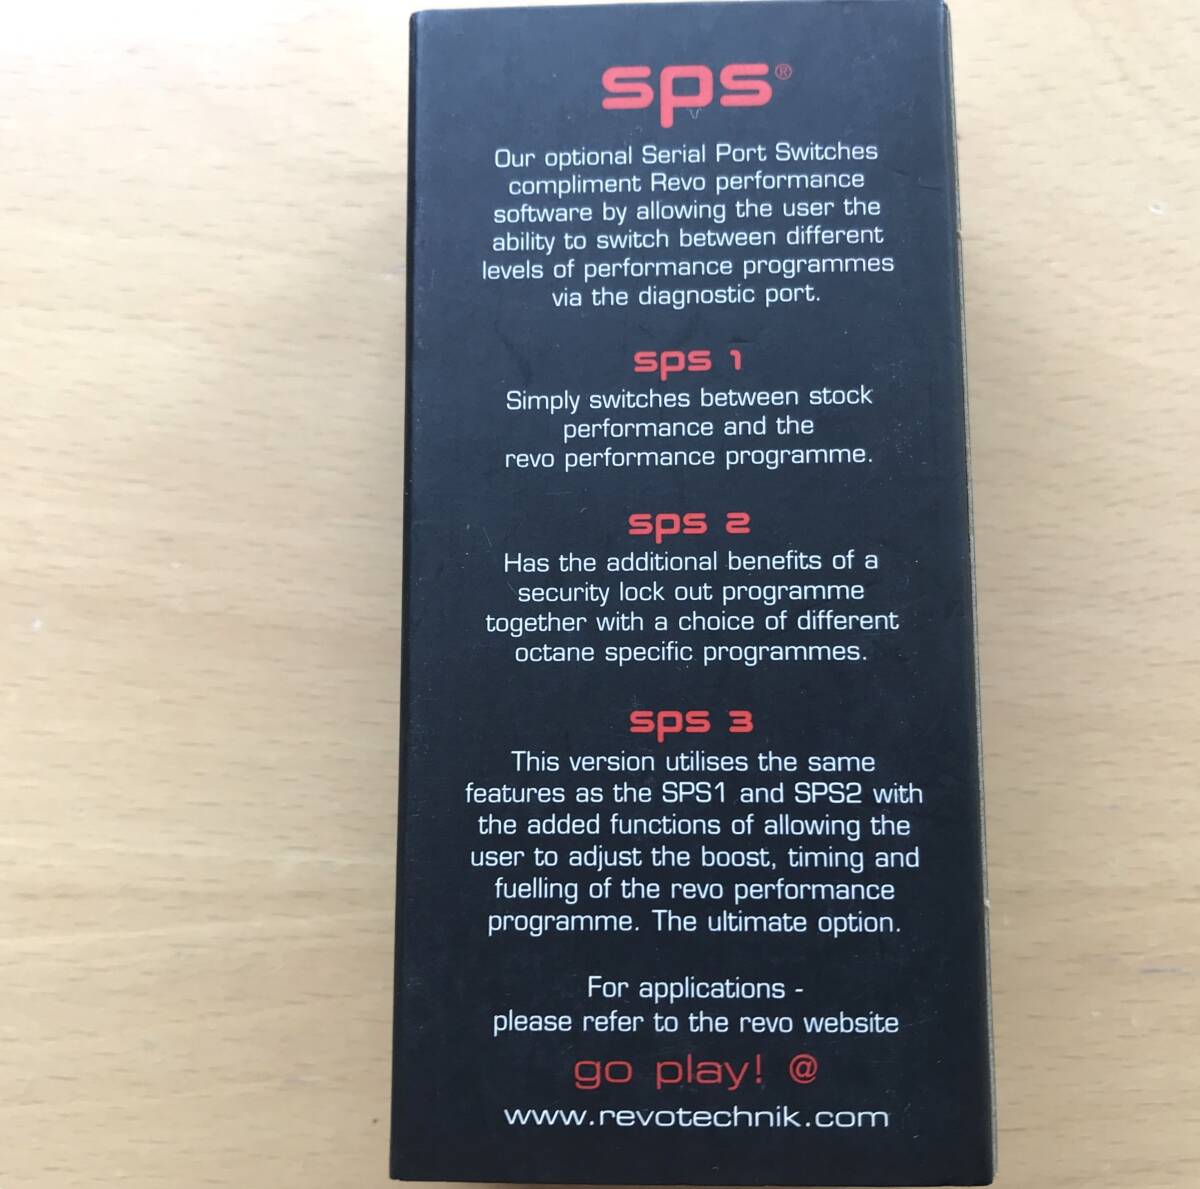 sps®
Our optional Serial Port Switches
compliment Revo performance
software by allowing the user the
ability to switch between different
levels of performance programmes
via the diagnostic port.
sps 1
Simply switches between stock
performance and the
revo performance programme.
sps 2
Has the additional benefits of a
security lock out programme
together with a choice of different
octane specific programmes.
sps 3
This version utilises the same
features as the SPS1 and SPS2 with
the added functions of allowing the
user to adjust the boost, timing and
fuelling of the revo performance
programme. The ultimate option.
For applications -
please refer to the revo website
go play! @
www.revotechnik.com